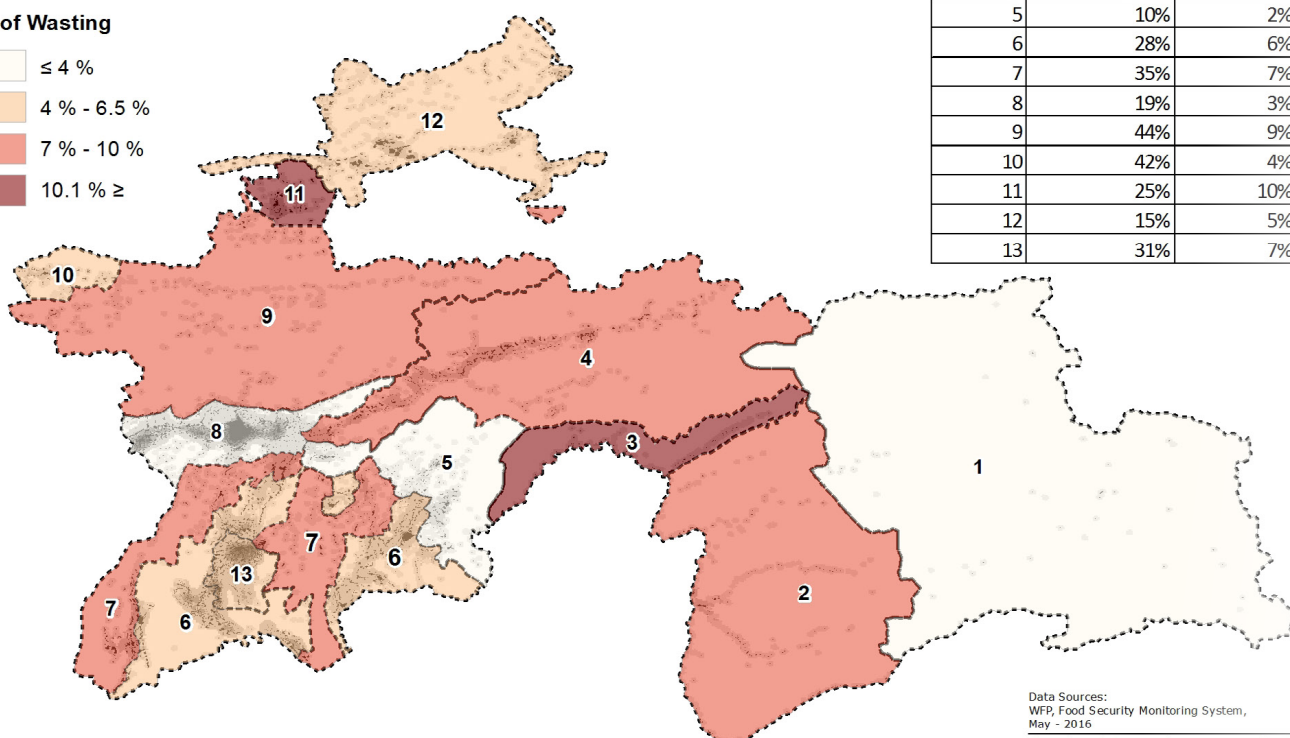 of Wasting
≤ 4 %
4 % - 6.5 %
7 % - 10 %
10.1 % ≥
5 10% 2%
6 28% 6%
7 35% 7%
8 19% 3%
9 44% 9%
10 42% 4%
11 25% 10%
12 15% 5%
13 31% 7%
12
11
10
9
4
8
3
5
1
7
6
13
2
7
6
Data Sources:
WFP, Food Security Monitoring System,
May - 2016